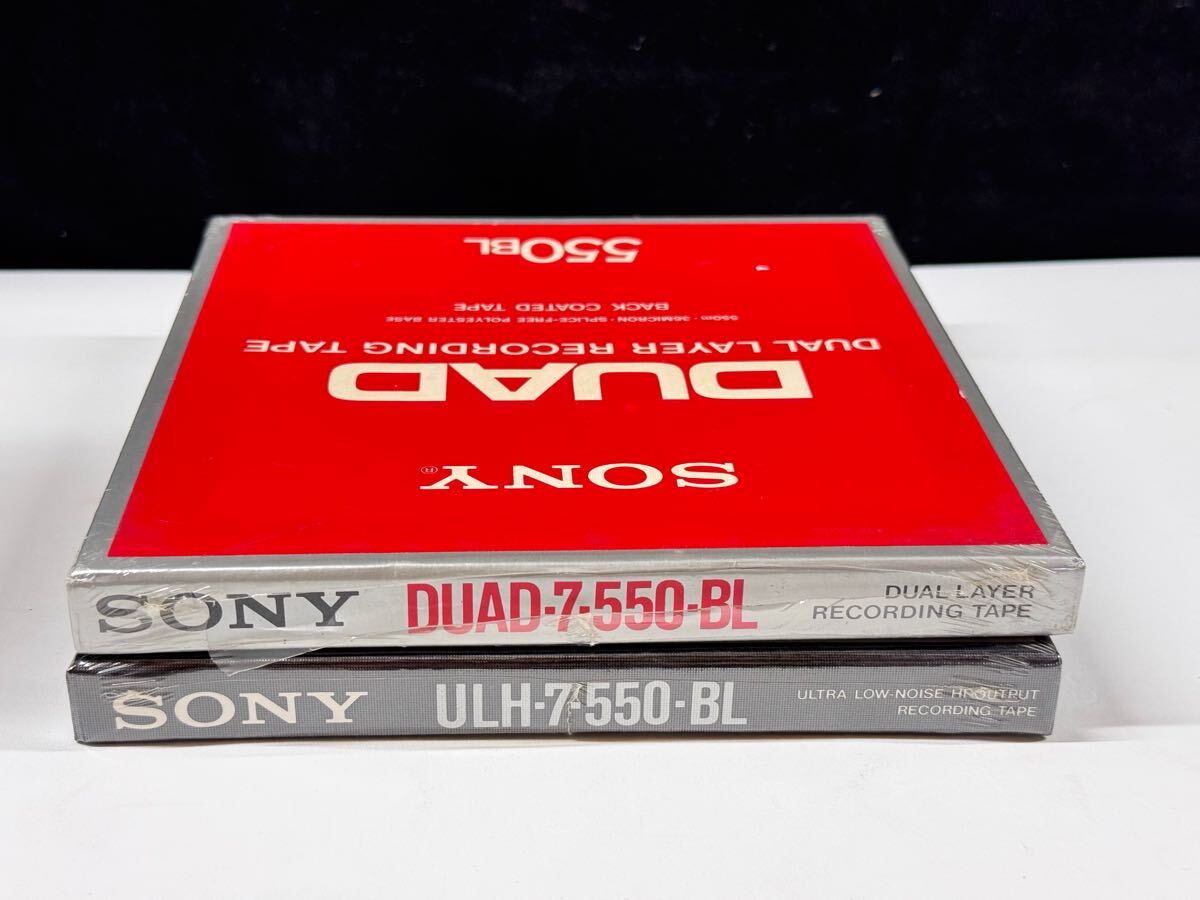 SONY®
DUAD
DUAL LAYER RECORDING TAPE
550m · 36MICRON · SPLICE-FREE POLYESTER BASE
BACK COATED TAPE
550BL
SONY DUAD-7-550-BL DUAL LAYER
RECORDING TAPE
SONY ULH-7-550-BL ULTRA LOW-NOISE HI-OUTPUT
RECORDING TAPE